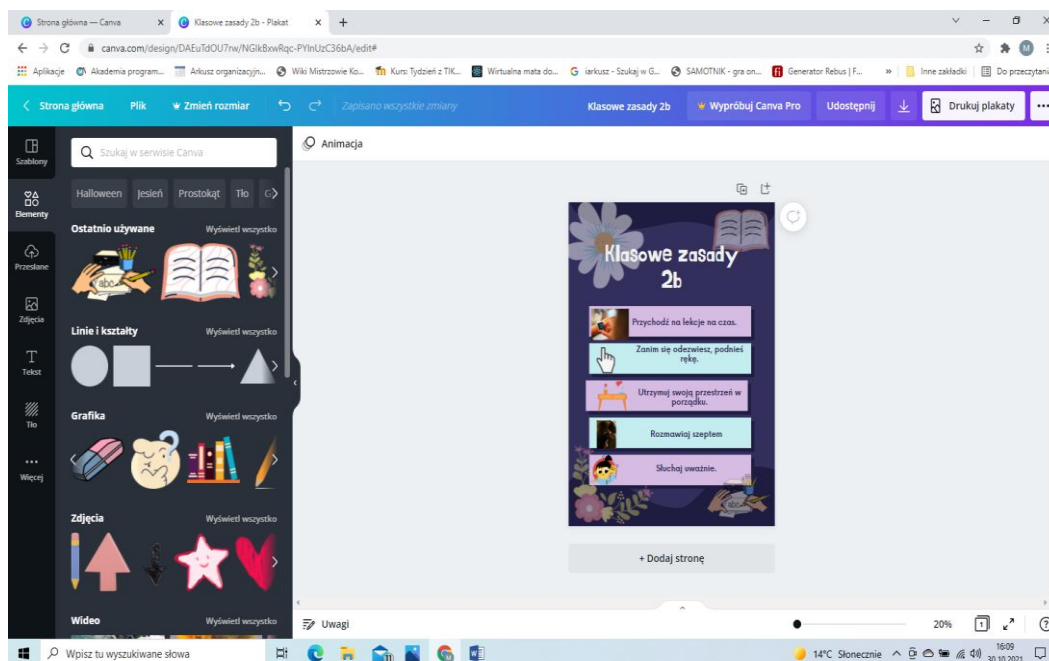 Strona główna — Canva
Klasowe zasady 2b - Plakat
canva.com/design/DAEuTdOU7rw/NGlkBxwRqc-PYlnUzC36bA/edit#
Aplikacje
Akademia program...
Arkusz organizacyjn...
Wiki Mistrzowie Ko...
Kurs: Tydzień z TIK...
Wirtualna mata do...
iarkusz - Szukaj w G...
SAMOTNIK - gra on...
Generator Rebus | F...
»
Inne zakładki
Do przeczytania
Strona główna
Plik
Zmień rozmiar
Zapisano wszystkie zmiany
Klasowe zasady 2b
Wypróbuj Canva Pro
Udostępnij
Drukuj plakaty
Szablony
Elementy
Przesłane
Zdjęcia
Tekst
Tło
Więcej
Szukaj w serwisie Canva
Halloween
Jesień
Prostokąt
Tło
Ostatnio używane
Wyświetl wszystko
abc
Linie i kształty
Wyświetl wszystko
Grafika
Wyświetl wszystko
Zdjęcia
Wyświetl wszystko
Wideo
Wyświetl wszystko
Animacja
Klasowe zasady
2b
Przychodź na lekcje na czas.
Zanim się odezwiesz, podnieś
rękę.
Utrzymuj swoją przestrzeń w
porządku.
Rozmawiaj szeptem
Słuchaj uważnie.
abc
+ Dodaj stronę
Uwagi
20%
1
Wpisz tu wyszukiwane słowa
14°C Słonecznie
16:09
30.10.2021